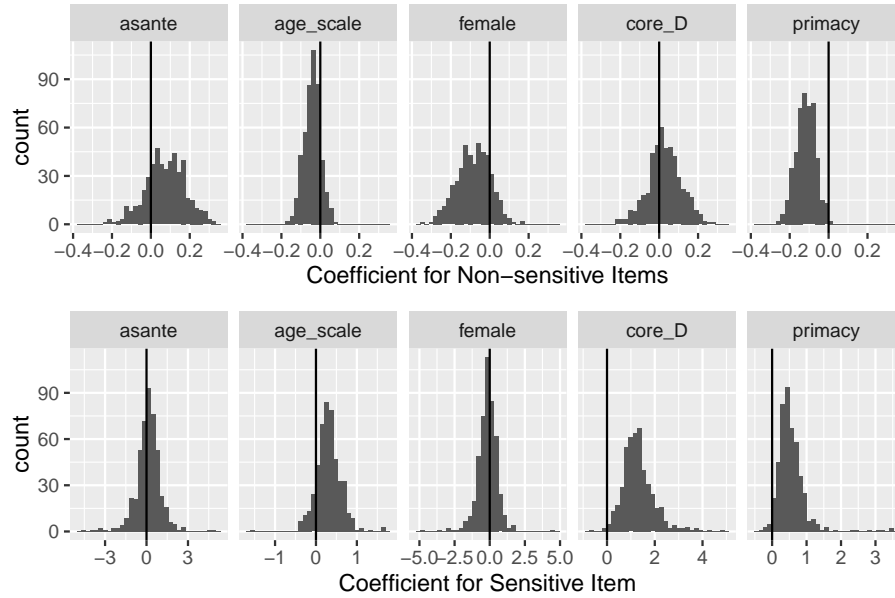 asante age_scale female core_D primacy
count
90
60
30
0
−0.4−0.2 0.0 0.2 −0.4−0.2 0.0 0.2 −0.4−0.2 0.0 0.2 −0.4−0.2 0.0 0.2 −0.4−0.2 0.0 0.2
Coefficient for Non−sensitive Items
asante age_scale female core_D primacy
count
90
60
30
0
−3 0 3 −1 0 1 −5.0−2.5 0.0 2.5 5.0 0 2 4 0 1 2 3
Coefficient for Sensitive Item